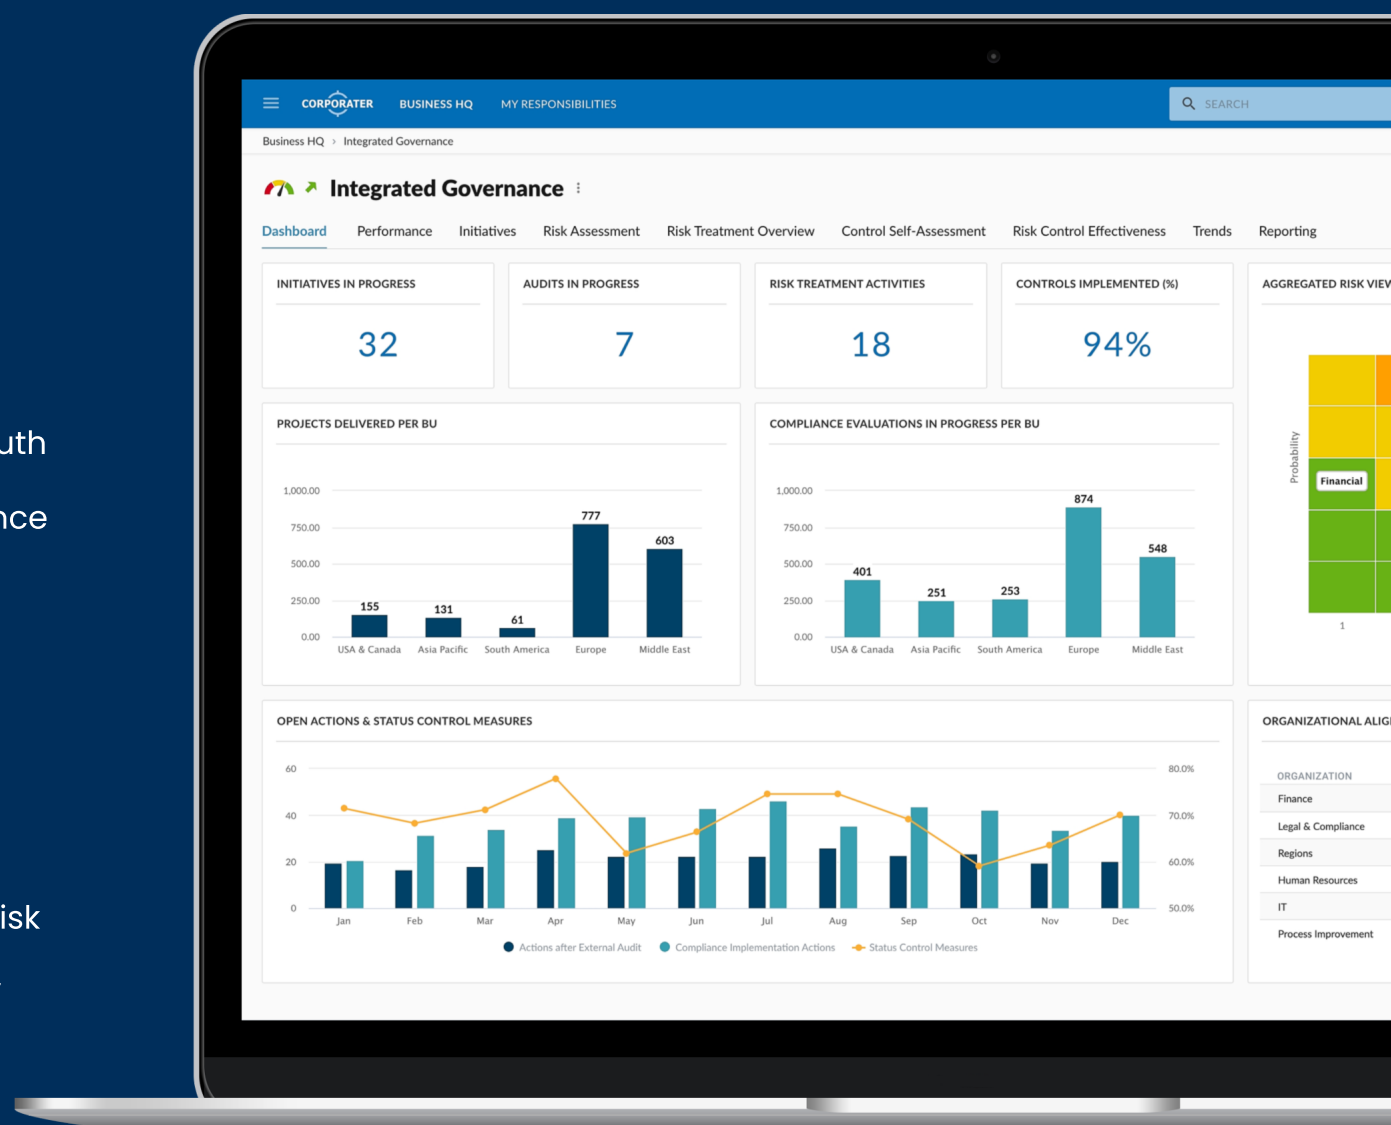 CORPORATER BUSINESS HQ MY RESPONSIBILITIES SEARCH
Business HQ > Integrated Governance
Integrated Governance
Dashboard Performance Initiatives Risk Assessment Risk Treatment Overview Control Self-Assessment Risk Control Effectiveness Trends Reporting
INITIATIVES IN PROGRESS
32
AUDITS IN PROGRESS
7
RISK TREATMENT ACTIVITIES
18
CONTROLS IMPLEMENTED (%)
94%
AGGREGATED RISK VIEW
Probability
Financial
1
PROJECTS DELIVERED PER BU
1,000.00
750.00
500.00
250.00
0.00
155 131 61 777 603
USA & Canada Asia Pacific South America Europe Middle East
COMPLIANCE EVALUATIONS IN PROGRESS PER BU
1,000.00
750.00
500.00
250.00
0.00
401 251 253 874 548
USA & Canada Asia Pacific South America Europe Middle East
OPEN ACTIONS & STATUS CONTROL MEASURES
60
40
20
0
80.0%
70.0%
60.0%
50.0%
Jan Feb Mar Apr May Jun Jul Aug Sep Oct Nov Dec
Actions after External Audit Compliance Implementation Actions Status Control Measures
ORGANIZATIONAL ALIG
ORGANIZATION
Finance
Legal & Compliance
Regions
Human Resources
IT
Process Improvement
uth
nce
isk